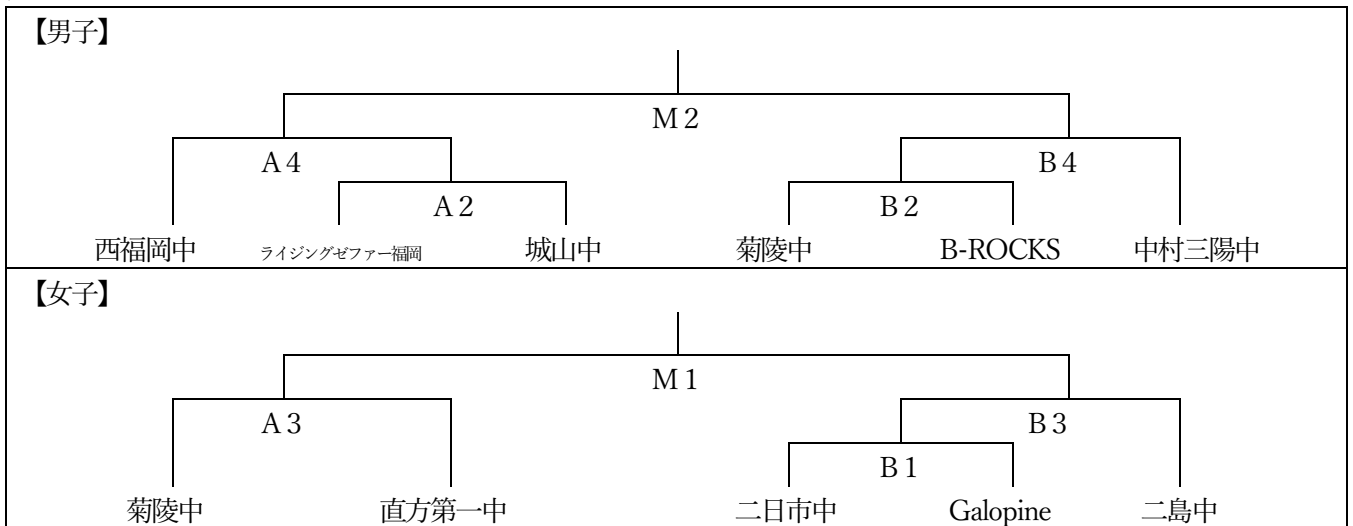 【男子】
M2
A4 B4
A2 B2
西福岡中 ライジングゼファー福岡 城山中 菊陵中 B-ROCKS 中村三陽中
【女子】
M1
A3 B3
B1
菊陵中 直方第一中 二日市中 Galopine 二島中